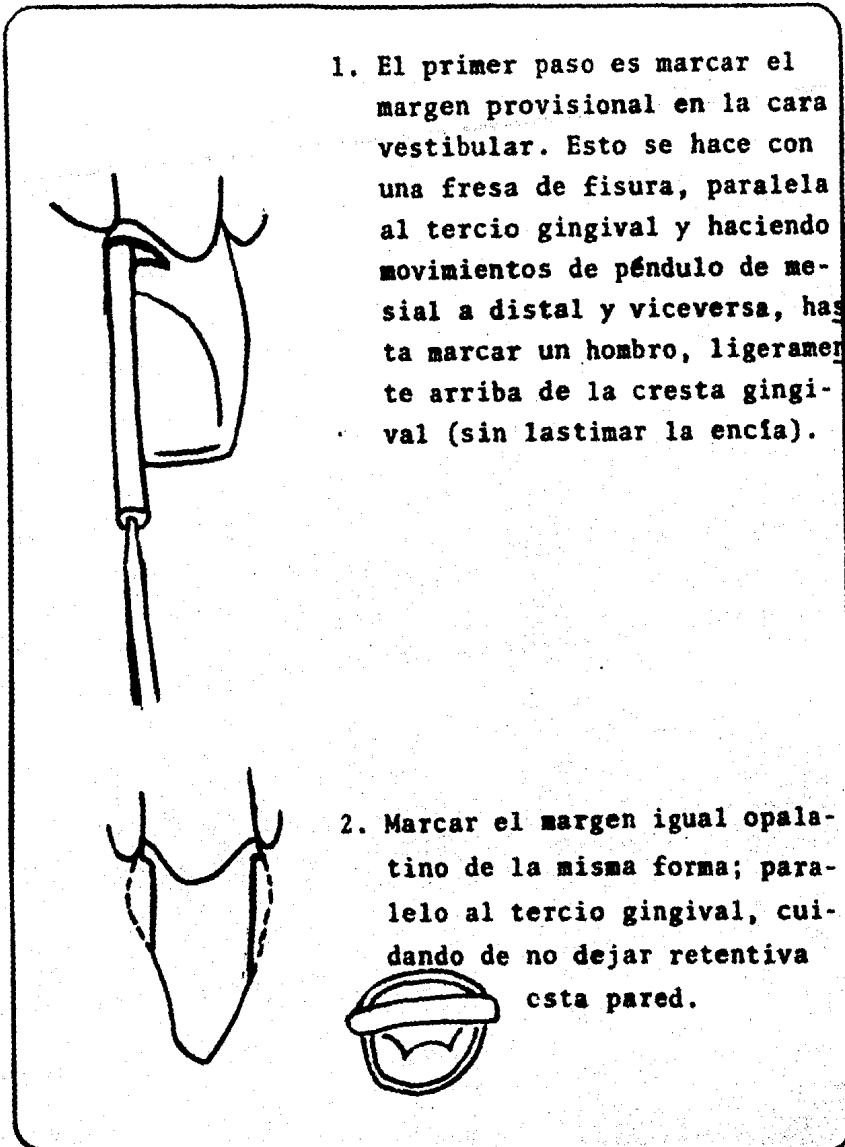 1. El primer paso es marcar el
margen provisional en la cara
vestibular. Esto se hace con
una fresa de fisura, paralela
al tercio gingival y haciendo
movimientos de péndulo de me-
sial a distal y viceversa, has
ta marcar un hombro, ligeramen
te arriba de la cresta gingi-
val (sin lastimar la encía).
2. Marcar el margen igual opala-
tino de la misma forma; para-
lelo al tercio gingival, cui-
dando de no dejar retentiva
esta pared.